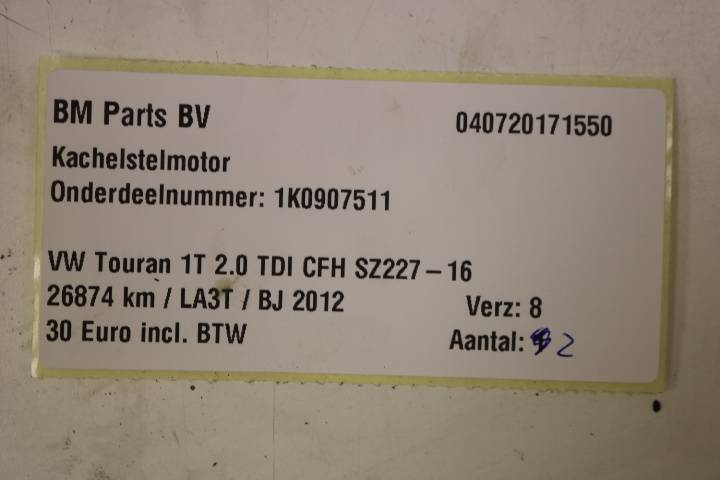 BM Parts BV 040720171550
Kachelstelmotor
Onderdeelnummer: 1K0907511
VW Touran 1T 2.0 TDI CFH SZ227-16
26874 km / LA3T / BJ 2012 Verz: 8
30 Euro incl. BTW Aantal: 2